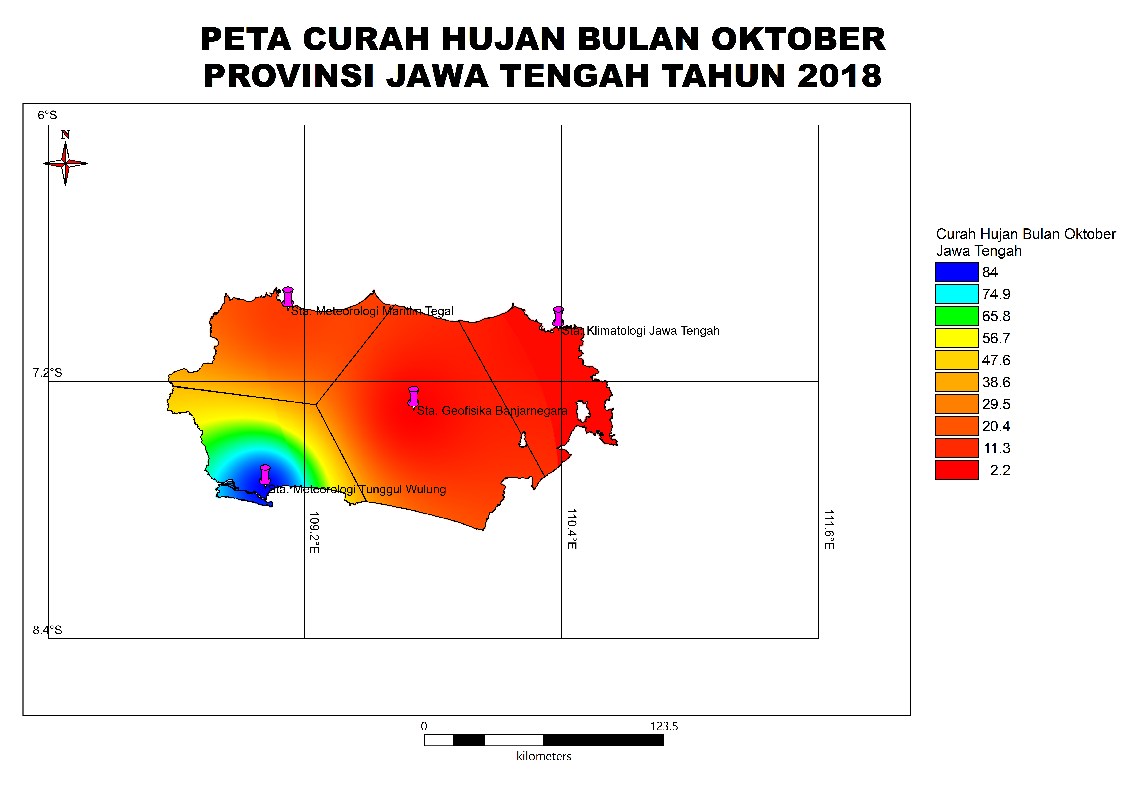 PETA CURAH HUJAN BULAN OKTOBER
PROVINSI JAWA TENGAH TAHUN 2018
6°S
N
Curah Hujan Bulan Oktober
Jawa Tengah
84
74.9
65.8
56.7
47.6
38.6
29.5
20.4
11.3
2.2
Sta. Meteorologi Maritim Tegal
Sta. Klimatologi Jawa Tengah
7.2°S
Sta. Geofisika Banjarnegara
Sta. Meteorologi Tunggul Wulung
109.2°E
110.4°E
111.6°E
8.4°S
0
123.5
kilometers